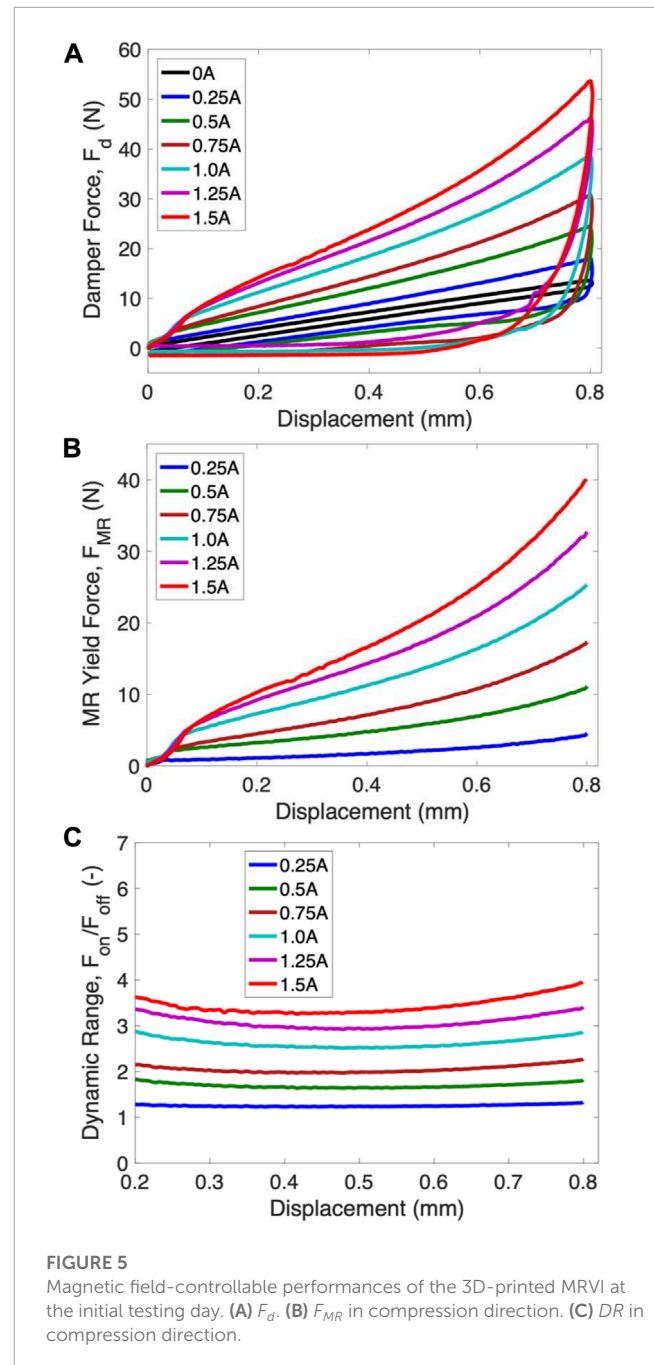 A
60
50
40
30
20
10
0
Damper Force, F_d (N)
0A
0.25A
0.5A
0.75A
1.0A
1.25A
1.5A
0 0.2 0.4 0.6 0.8
Displacement (mm)
B
40
30
20
10
0
MR Yield Force, F_MR (N)
0.25A
0.5A
0.75A
1.0A
1.25A
1.5A
0 0.2 0.4 0.6 0.8
Displacement (mm)
C
7
6
5
4
3
2
1
0
Dynamic Range, F_on/F_off (-)
0.25A
0.5A
0.75A
1.0A
1.25A
1.5A
0.2 0.3 0.4 0.5 0.6 0.7 0.8
Displacement (mm)
FIGURE 5
Magnetic field-controllable performances of the 3D-printed MRVI at
the initial testing day. (A) F_d. (B) F_MR in compression direction. (C) DR in
compression direction.